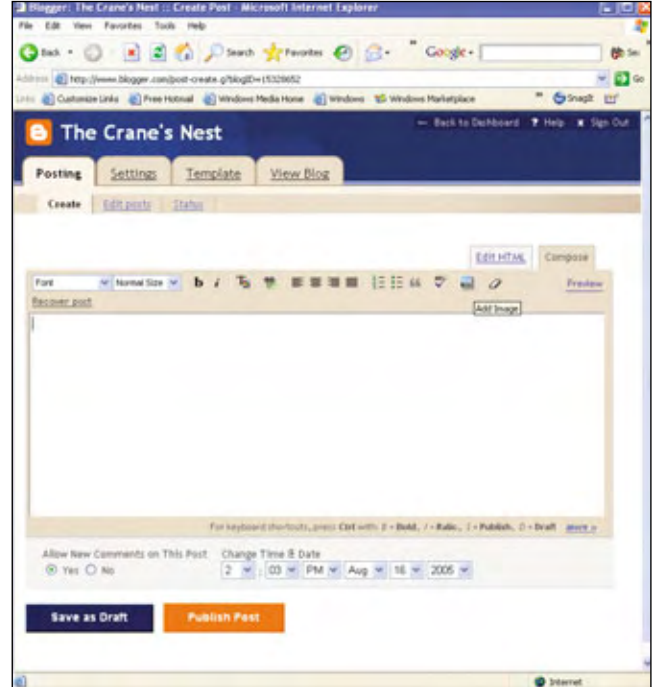 Blogger: The Crane's Nest :: Create Post - Microsoft Internet Explorer
File Edit View Favorites Tools Help
Back Search Favorites Google
Address http://www.blogger.com/post-create.g?blogID=15328652 Go
Links Customize Links Free Hotmail Windows Media Home Windows Windows Marketplace SnagIt
The Crane's Nest
Back to Dashboard ? Help x Sign Out
Posting Settings Template View Blog
Create Edit posts Status
Edit HTML Compose
Font Normal Size b i Preview
Recover post
Add Image
For keyboard shortcuts, press Ctrl with: B = Bold, I = Italic, = Publish, D = Draft more »
Allow New Comments on This Post Change Time & Date
Yes No 2 : 03 PM Aug 16 2005
Save as Draft Publish Post
Internet